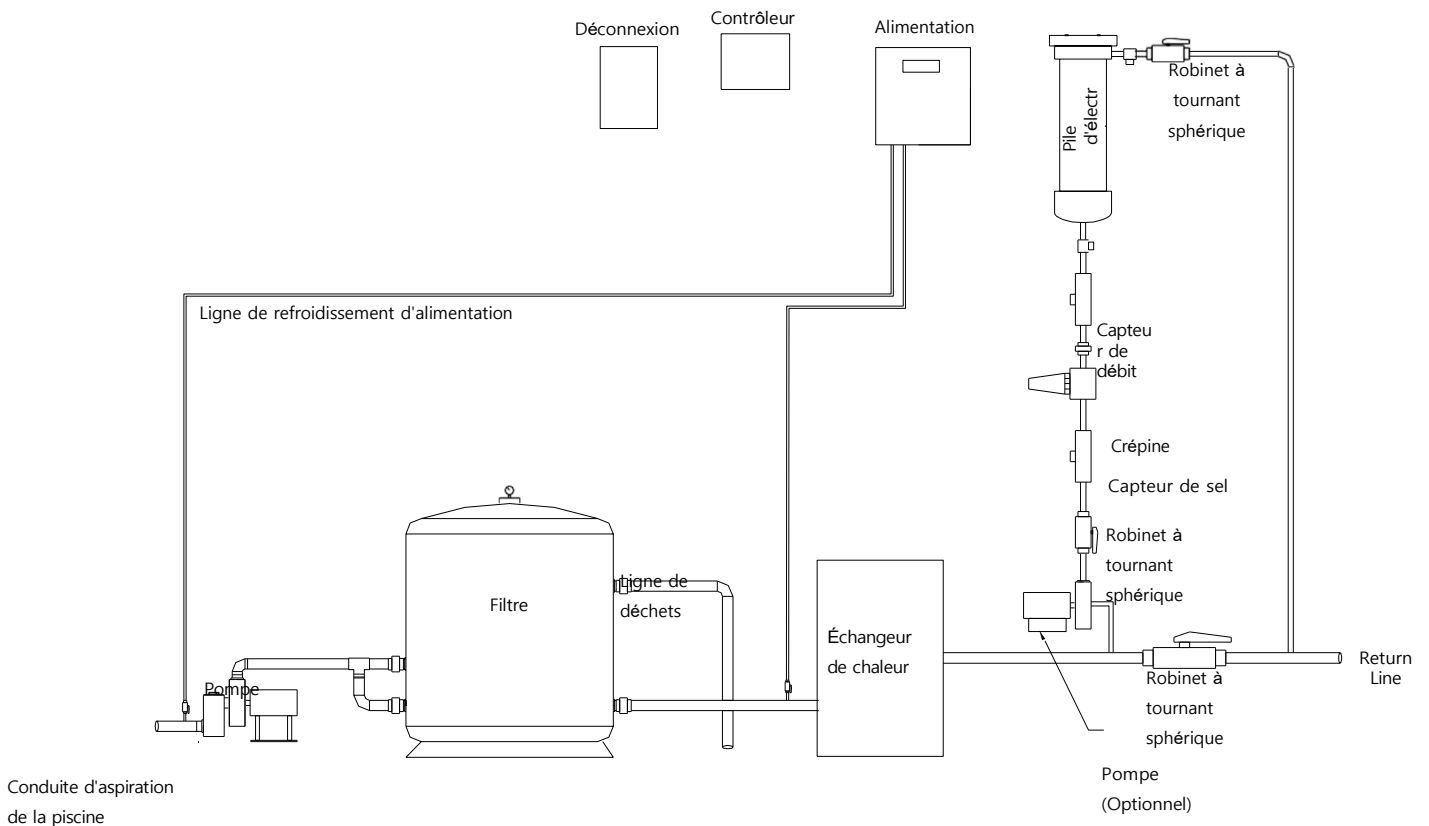 Déconnexion
Contrôleur
Alimentation
Robinet à
tournant
sphérique
Pile
d'électr
Ligne de refroidissement d'alimentation
Capteu
r de
débit
Crépine
Capteur de sel
Robinet à
tournant
sphérique
Filtre
Ligne de
déchets
Échangeur
de chaleur
Return
Line
Pompe
Robinet à
tournant
sphérique
Pompe
(Optionnel)
Conduite d'aspiration
de la piscine